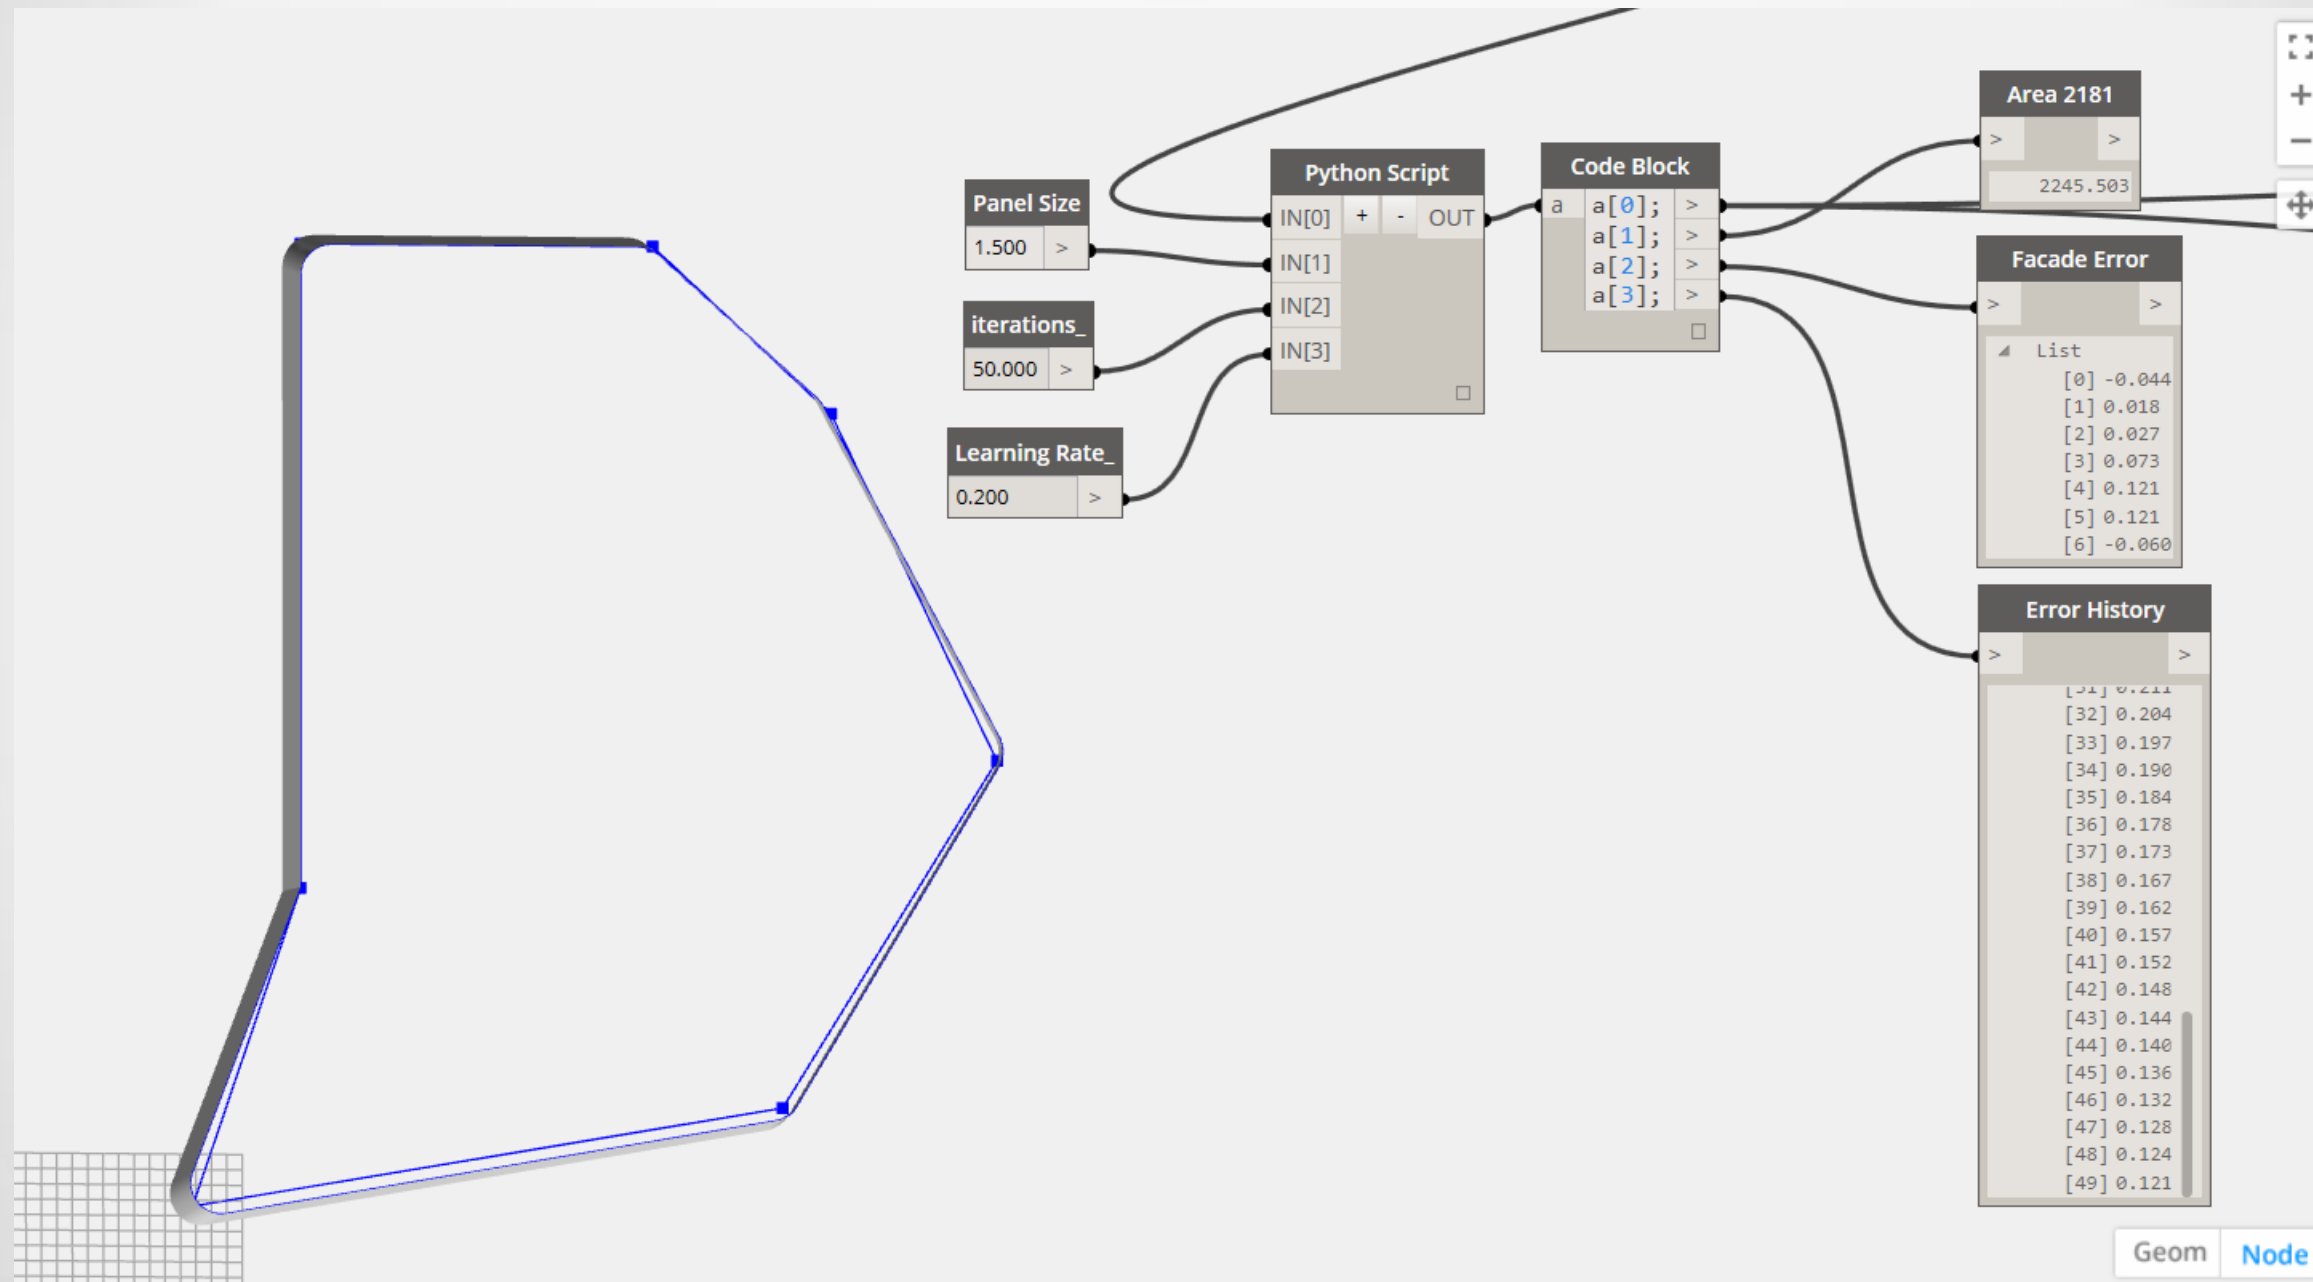 Panel Size
1.500 >
iterations_
50.000 >
Learning Rate_
0.200 >
Python Script
IN[0] + - OUT
IN[1]
IN[2]
IN[3]
Code Block
a a[0]; >
a[1]; >
a[2]; >
a[3]; >
Area 2181
> >
2245.503
Facade Error
> >
List
[0] -0.044
[1] 0.018
[2] 0.027
[3] 0.073
[4] 0.121
[5] 0.121
[6] -0.060
Error History
> >
[31] 0.211
[32] 0.204
[33] 0.197
[34] 0.190
[35] 0.184
[36] 0.178
[37] 0.173
[38] 0.167
[39] 0.162
[40] 0.157
[41] 0.152
[42] 0.148
[43] 0.144
[44] 0.140
[45] 0.136
[46] 0.132
[47] 0.128
[48] 0.124
[49] 0.121
+
-
Geom Node